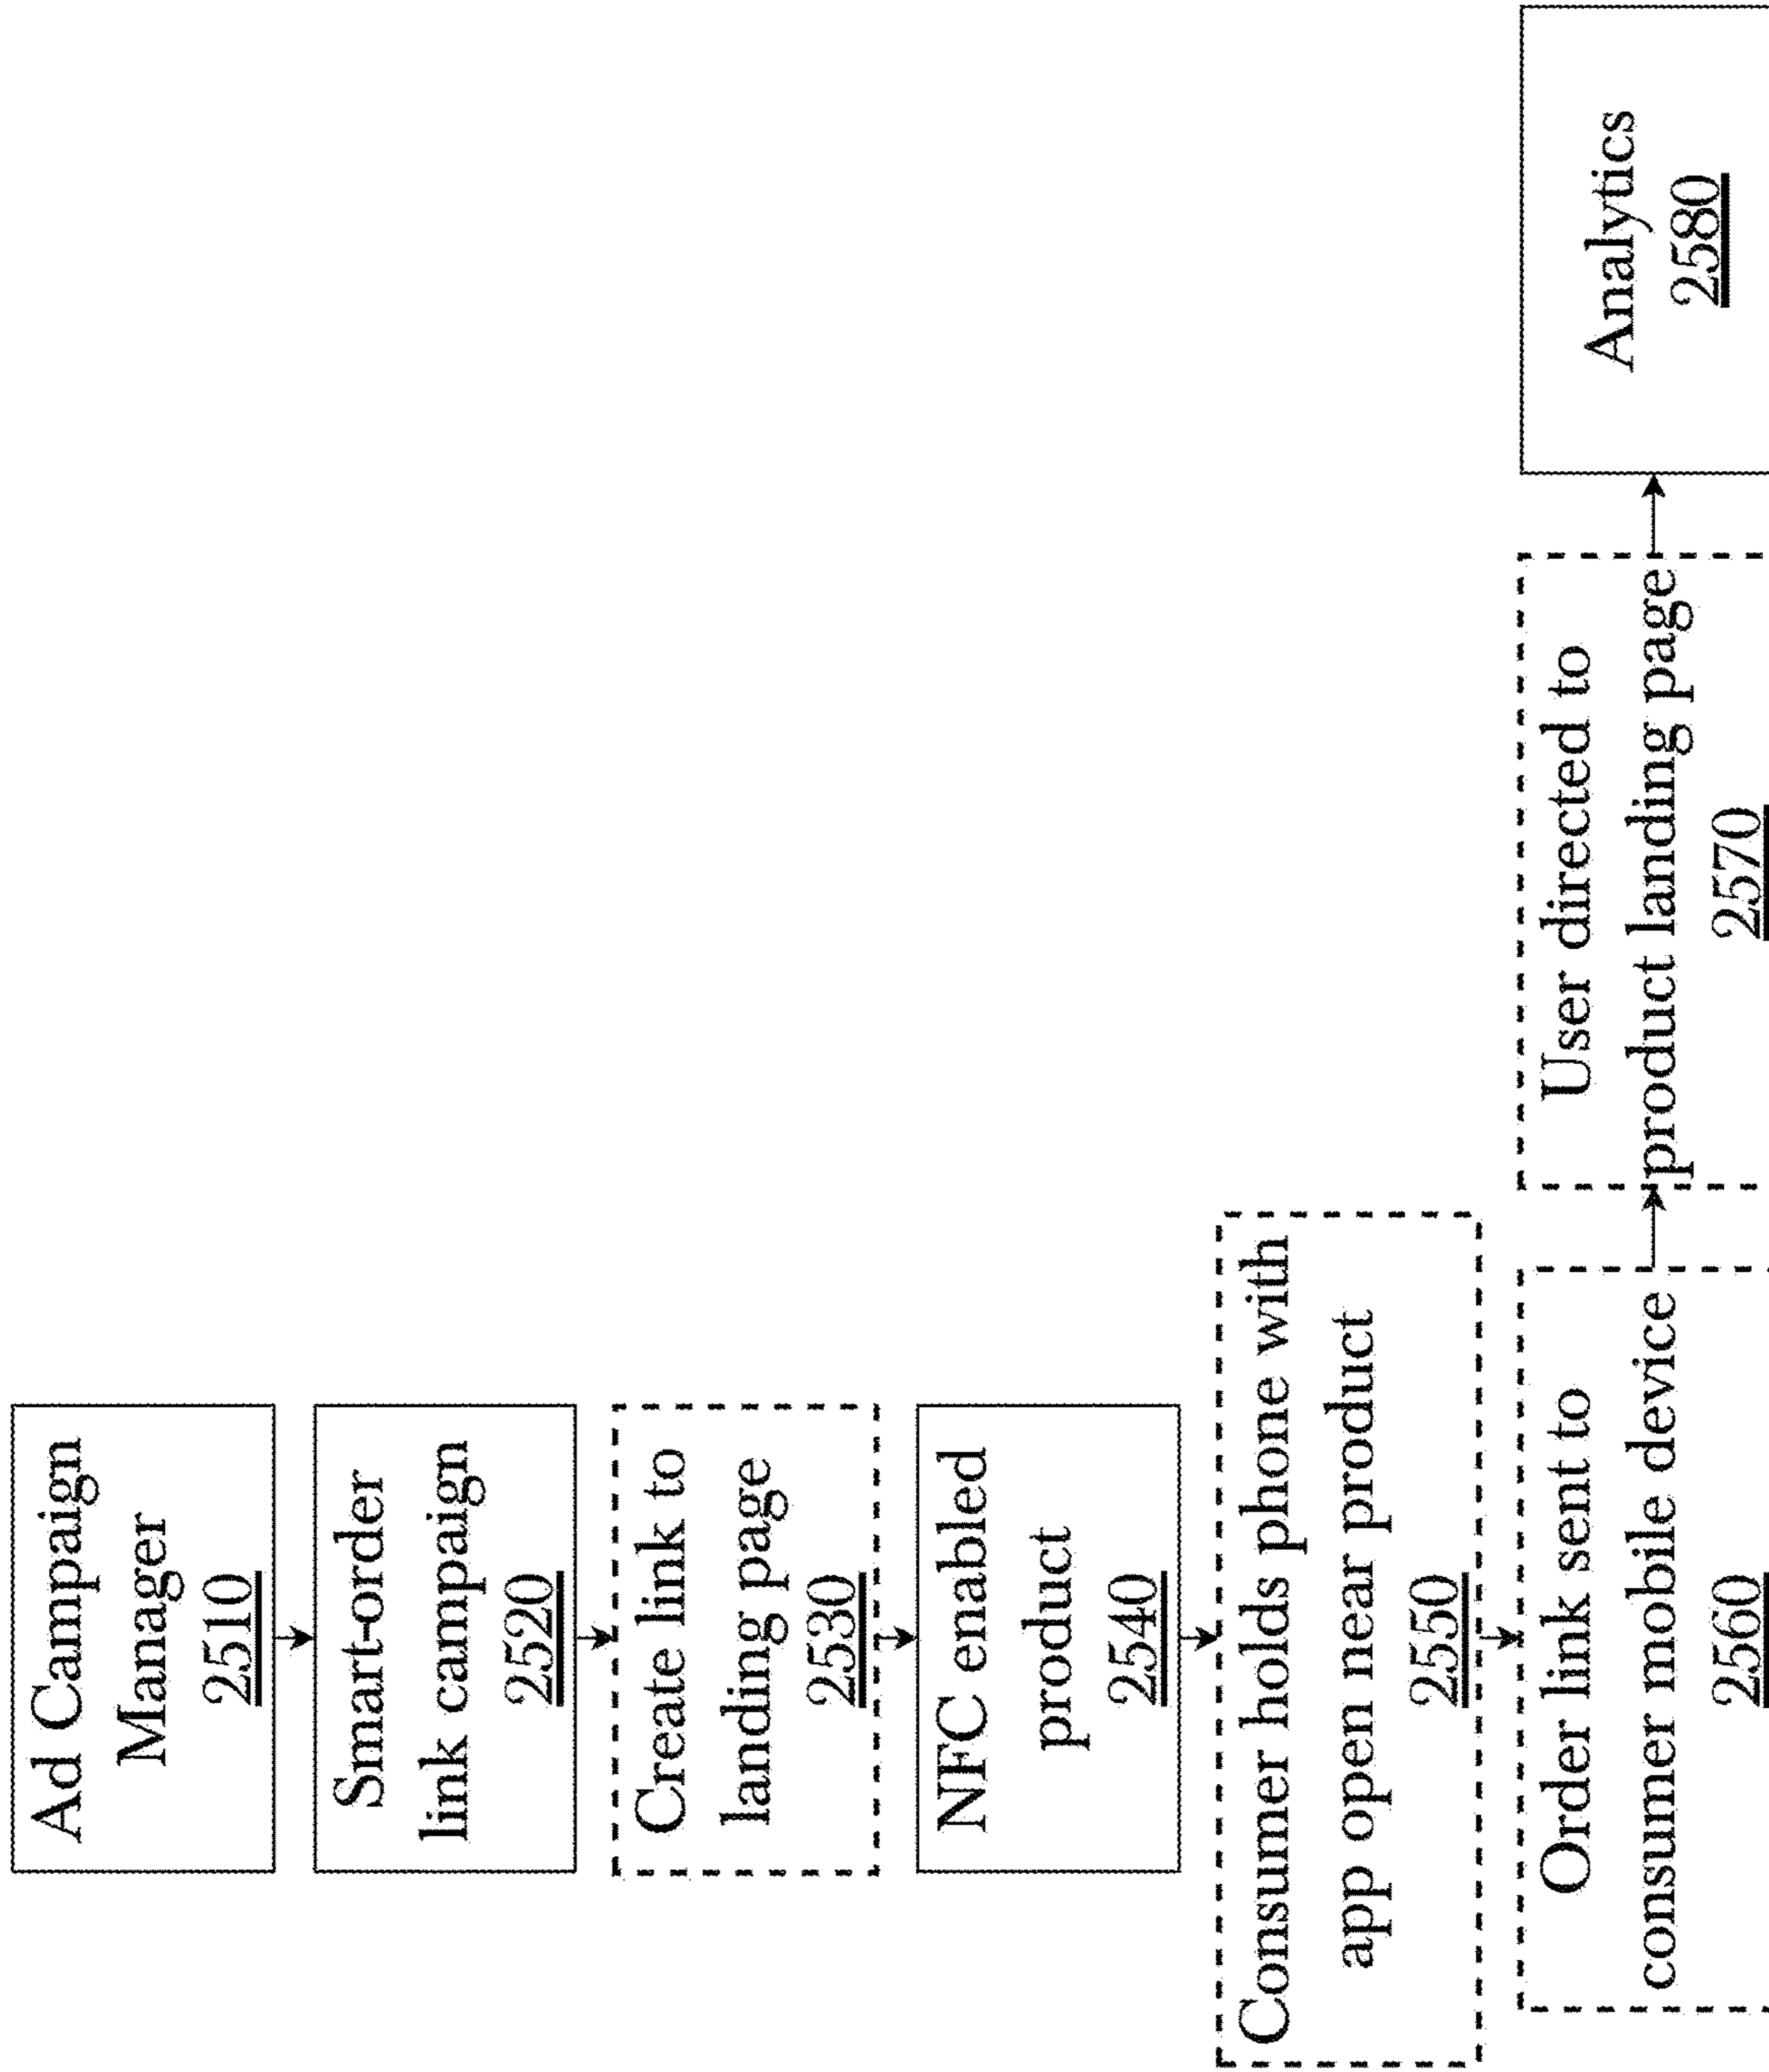 Ad Campaign
Manager
2510
Smart-order
link campaign
2520
Create link to
landing page
2530
NFC enabled
product
2540
Consumer holds phone with
app open near product
2550
Order link sent to
consumer mobile device
2560
User directed to
product landing page
2570
Analytics
2580